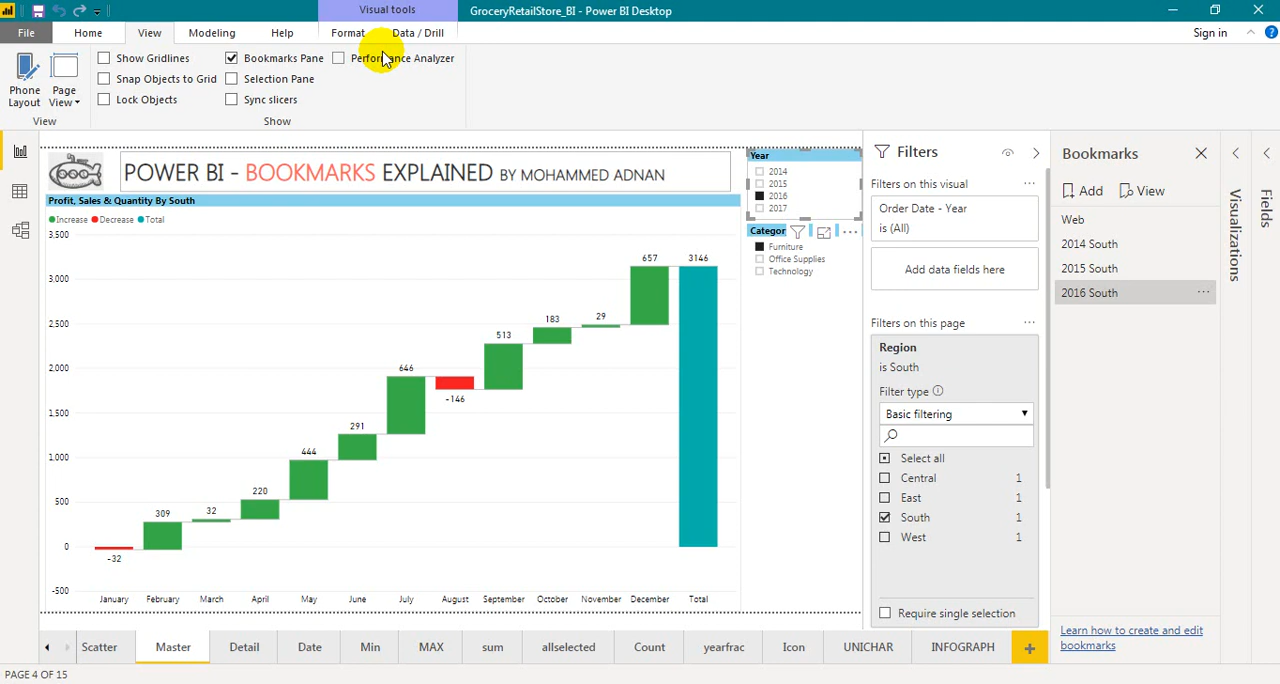 Visual tools
GroceryRetailStore_BI - Power BI Desktop
File Home View Modeling Help Format Data / Drill Sign in
Phone Layout
Page View
View
Show Gridlines
Snap Objects to Grid
Lock Objects
Bookmarks Pane
Selection Pane
Sync slicers
Performance Analyzer
Show
POWER BI - BOOKMARKS EXPLAINED BY MOHAMMED ADNAN
Profit, Sales & Quantity By South
Increase Decrease Total
3,500
3,000
2,500
2,000
1,500
1,000
500
0
-500
-32
309
32
220
444
291
646
-146
513
183
29
657
3146
January February March April May June July August September October November December Total
Year
2014
2015
2016
2017
Categor
Furniture
Office Supplies
Technology
Filters
Filters on this visual ...
Order Date - Year
is (All)
Add data fields here
Filters on this page ...
Region
is South
Filter type
Basic filtering
Select all
Central 1
East 1
South 1
West 1
Require single selection
Bookmarks
Add View
Web
2014 South
2015 South
2016 South ...
Learn how to create and edit
bookmarks
Visualizations
Fields
Scatter Master Detail Date Min MAX sum allselected Count yearfrac Icon UNICHAR INFOGRAPH +
PAGE 4 OF 15